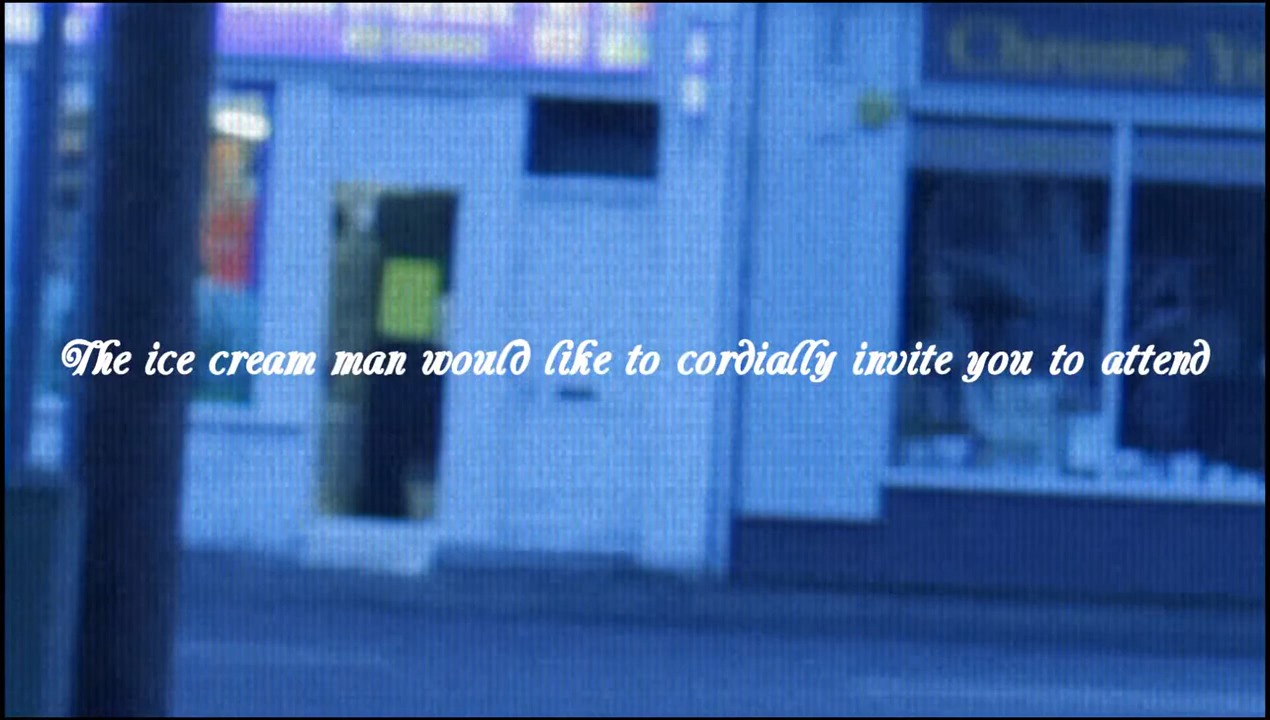 The ice cream man would like to cordially invite you to attend